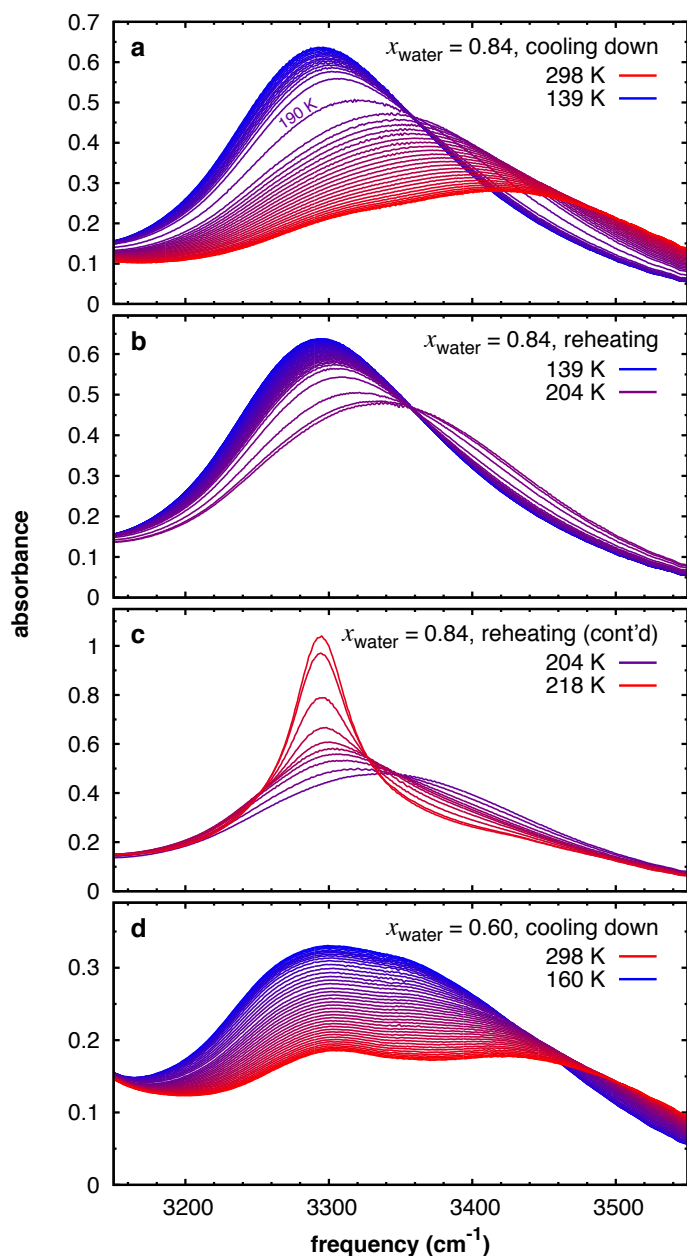 a
x_water = 0.84, cooling down
298 K
139 K
190 K
0.7
0.6
0.5
0.4
0.3
0.2
0.1
0
b
x_water = 0.84, reheating
139 K
204 K
0.6
0.5
0.4
0.3
0.2
0.1
0
absorbance
c
x_water = 0.84, reheating (cont'd)
204 K
218 K
1
0.8
0.6
0.4
0.2
0
d
x_water = 0.60, cooling down
298 K
160 K
0.3
0.2
0.1
0
3200 3300 3400 3500
frequency (cm⁻¹)